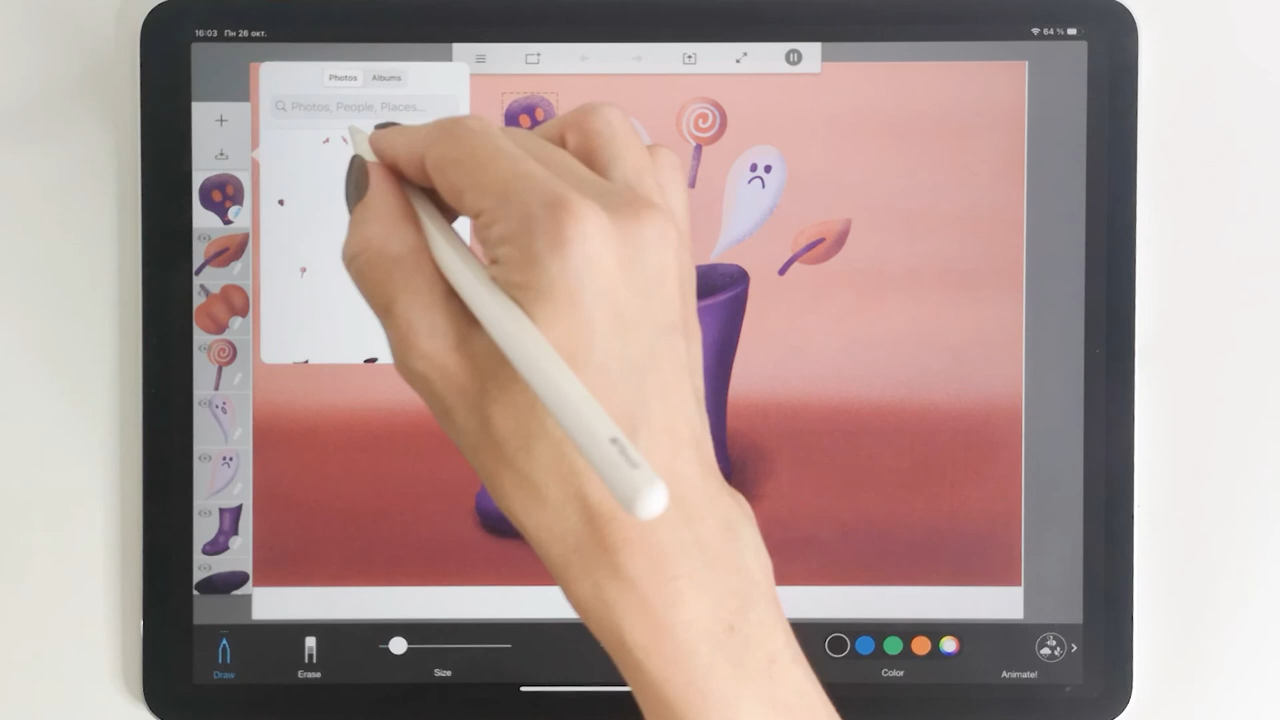 16:03 Пн 26 окт.
64 %
Photos Albums
Photos, People, Places...
Draw
Erase
Size
Color
Animate!